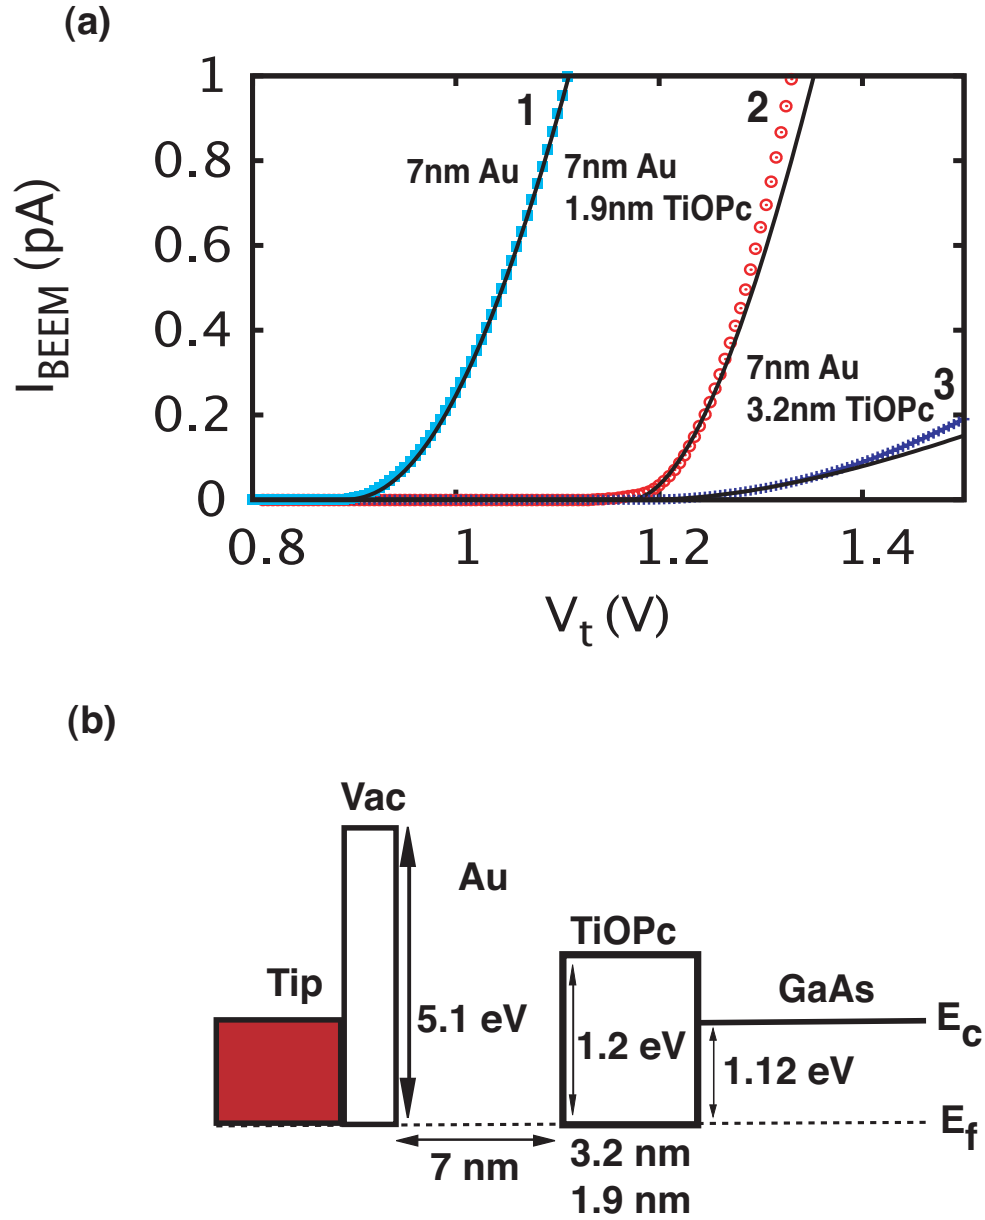 (a)
1
0.8
0.6
0.4
0.2
0
I_BEEM (pA)
1
2
7nm Au
7nm Au
1.9nm TiOPc
7nm Au
3.2nm TiOPc
3
0.8
1
1.2
1.4
V_t (V)
(b)
Vac
Au
TiOPc
Tip
GaAs
5.1 eV
1.2 eV
1.12 eV
E_c
E_f
7 nm
3.2 nm
1.9 nm